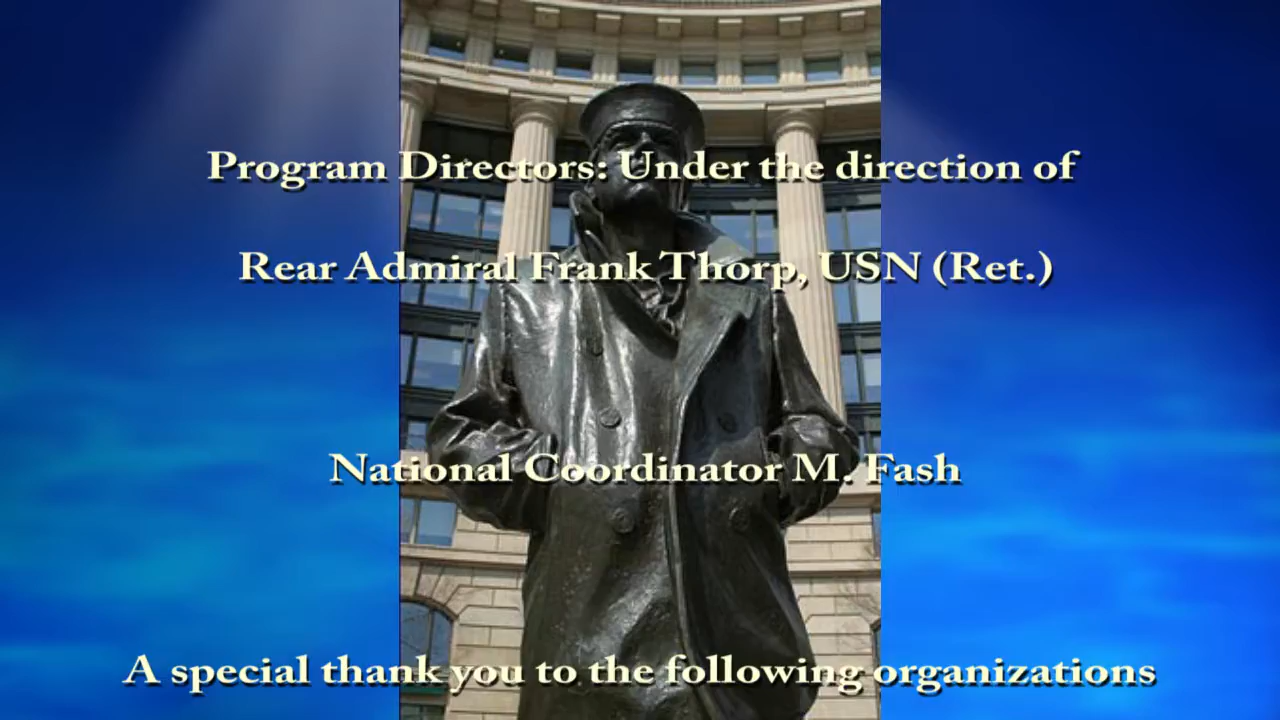 Program Directors: Under the direction of
Rear Admiral Frank Thorp, USN (Ret.)
National Coordinator M. Fash
A special thank you to the following organizations